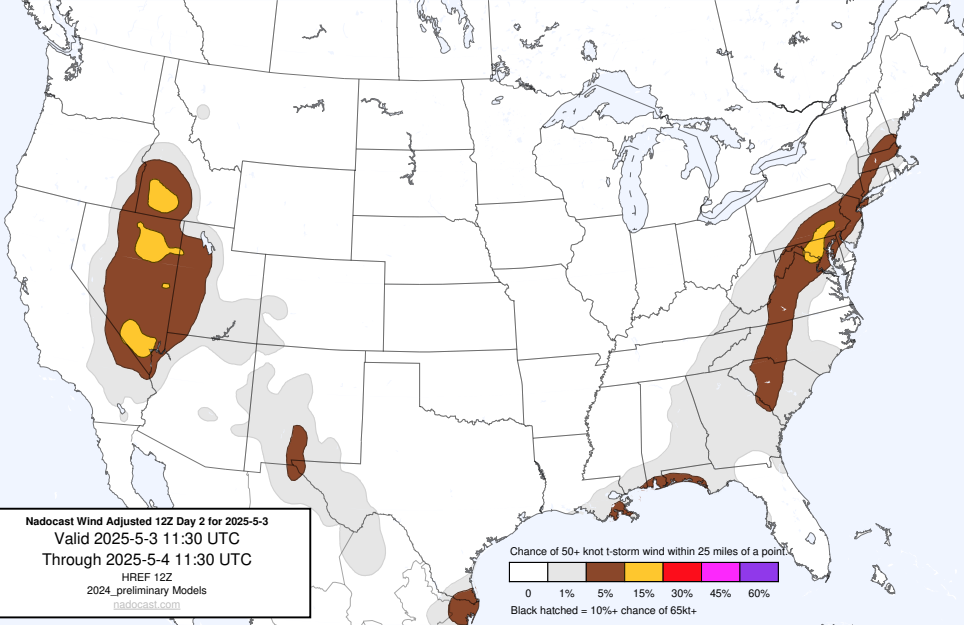 Nadocast Wind Adjusted 12Z Day 2 for 2025-5-3
Valid 2025-5-3 11:30 UTC
Through 2025-5-4 11:30 UTC
HREF 12Z
2024_preliminary Models
nadocast.com
Chance of 50+ knot t-storm wind within 25 miles of a point.
0 1% 5% 15% 30% 45% 60%
Black hatched = 10%+ chance of 65kt+